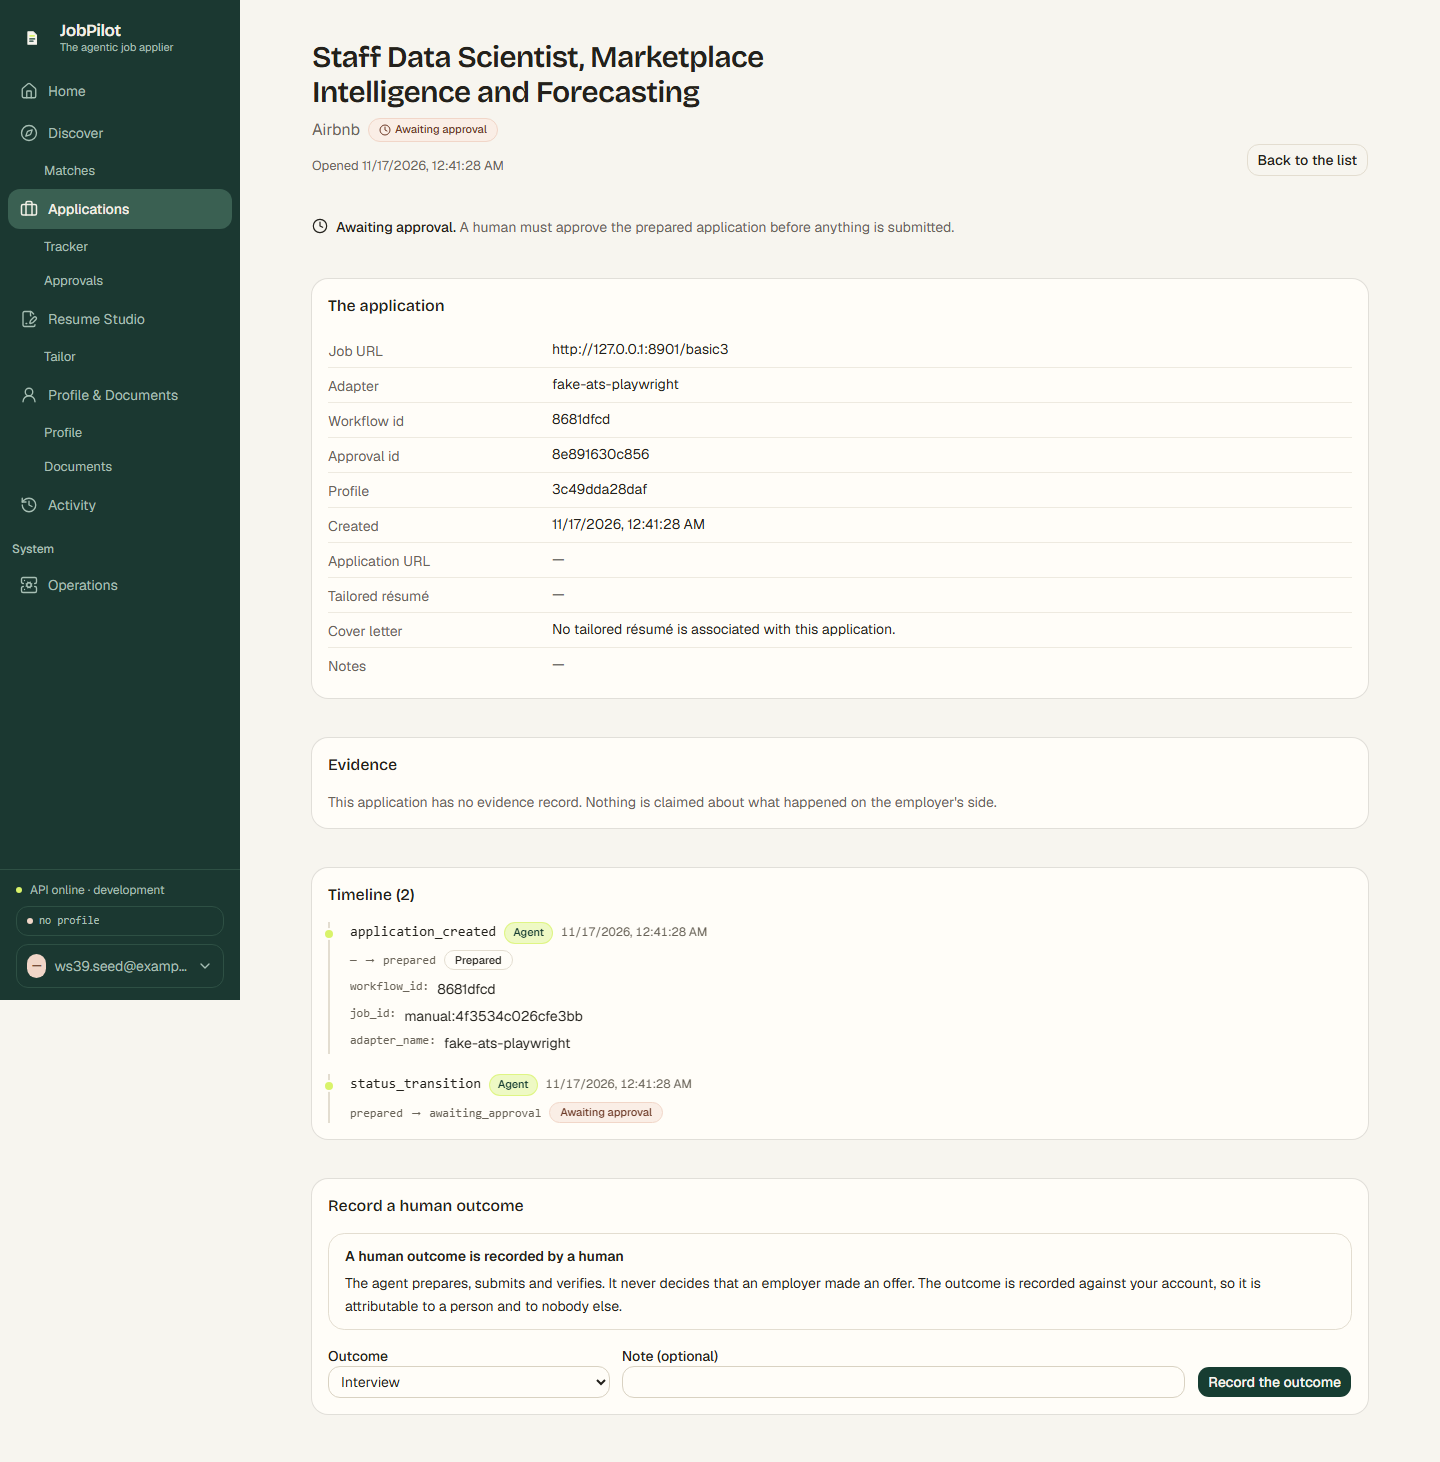 JobPilot
The agentic job applier
Home
Discover
Matches
Applications
Tracker
Approvals
Resume Studio
Tailor
Profile & Documents
Profile
Documents
Activity
System
Operations
API online · development
no profile
ws39.seed@examp...
Staff Data Scientist, Marketplace
Intelligence and Forecasting
Airbnb Awaiting approval
Opened 11/17/2026, 12:41:28 AM
Back to the list
Awaiting approval. A human must approve the prepared application before anything is submitted.
The application
Job URL http://127.0.0.1:8901/basic3
Adapter fake-ats-playwright
Workflow id 8681dfcd
Approval id 8e891630c856
Profile 3c49dda28daf
Created 11/17/2026, 12:41:28 AM
Application URL —
Tailored résumé —
Cover letter No tailored résumé is associated with this application.
Notes —
Evidence
This application has no evidence record. Nothing is claimed about what happened on the employer's side.
Timeline (2)
application_created Agent 11/17/2026, 12:41:28 AM
— → prepared Prepared
workflow_id: 8681dfcd
job_id: manual:4f3534c026cfe3bb
adapter_name: fake-ats-playwright
status_transition Agent 11/17/2026, 12:41:28 AM
prepared → awaiting_approval Awaiting approval
Record a human outcome
A human outcome is recorded by a human
The agent prepares, submits and verifies. It never decides that an employer made an offer. The outcome is recorded against your account, so it is
attributable to a person and to nobody else.
Outcome Note (optional)
Interview
Record the outcome